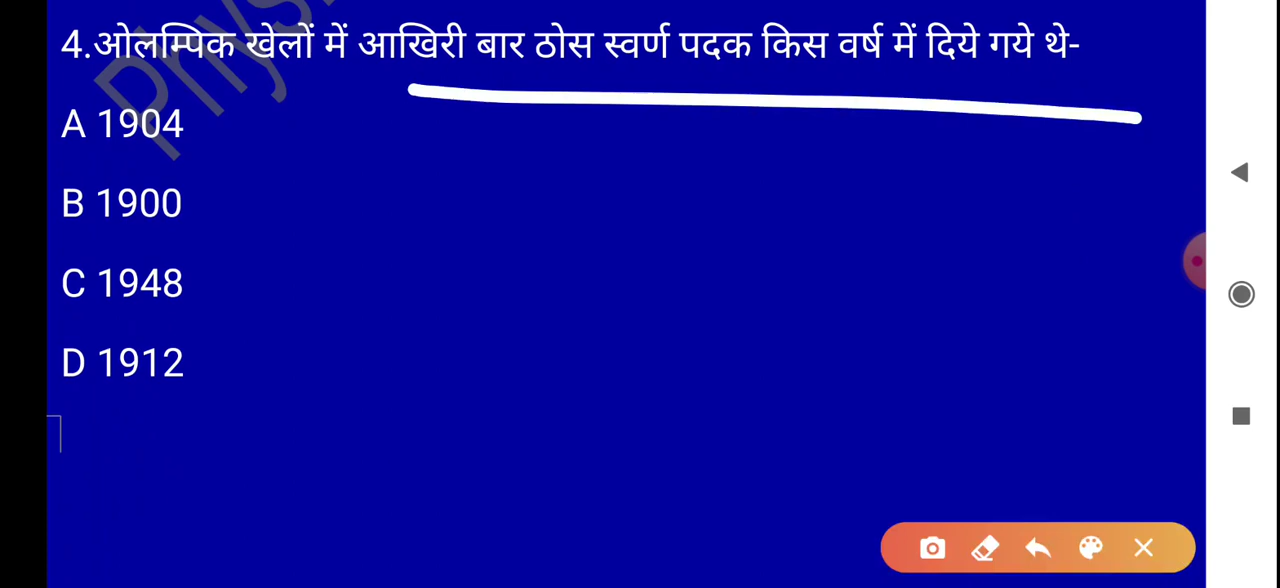 4.ओलम्पिक खेलों में आखिरी बार ठोस स्वर्ण पदक किस वर्ष में दिये गये थे-
A 1904
B 1900
C 1948
D 1912